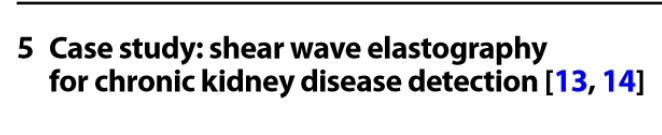 5 Case study: shear wave elastography
for chronic kidney disease detection [13, 14]